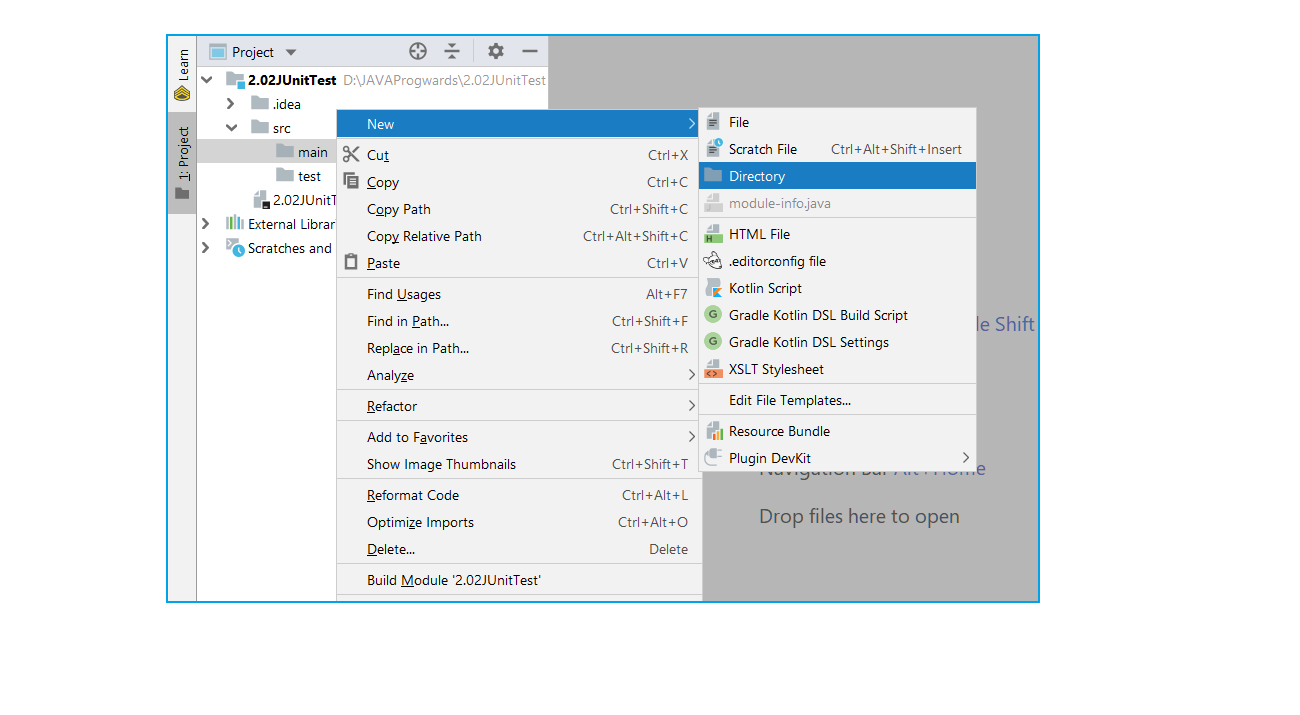 Learn
1: Project
Project
2.02JUnitTest D:\JAVAProgwards\2.02JUnitTest
.idea
src
main
test
2.02JUnitT
External Librar
Scratches and
New
Cut Ctrl+X
Copy Ctrl+C
Copy Path Ctrl+Shift+C
Copy Relative Path Ctrl+Alt+Shift+C
Paste Ctrl+V
Find Usages Alt+F7
Find in Path... Ctrl+Shift+F
Replace in Path... Ctrl+Shift+R
Analyze
Refactor
Add to Favorites
Show Image Thumbnails Ctrl+Shift+T
Reformat Code Ctrl+Alt+L
Optimize Imports Ctrl+Alt+O
Delete... Delete
Build Module '2.02JUnitTest'
File
Scratch File Ctrl+Alt+Shift+Insert
Directory
module-info.java
HTML File
.editorconfig file
Kotlin Script
Gradle Kotlin DSL Build Script
Gradle Kotlin DSL Settings
XSLT Stylesheet
Edit File Templates...
Resource Bundle
Plugin DevKit
le Shift
Navigation Bar Alt+Home
Drop files here to open